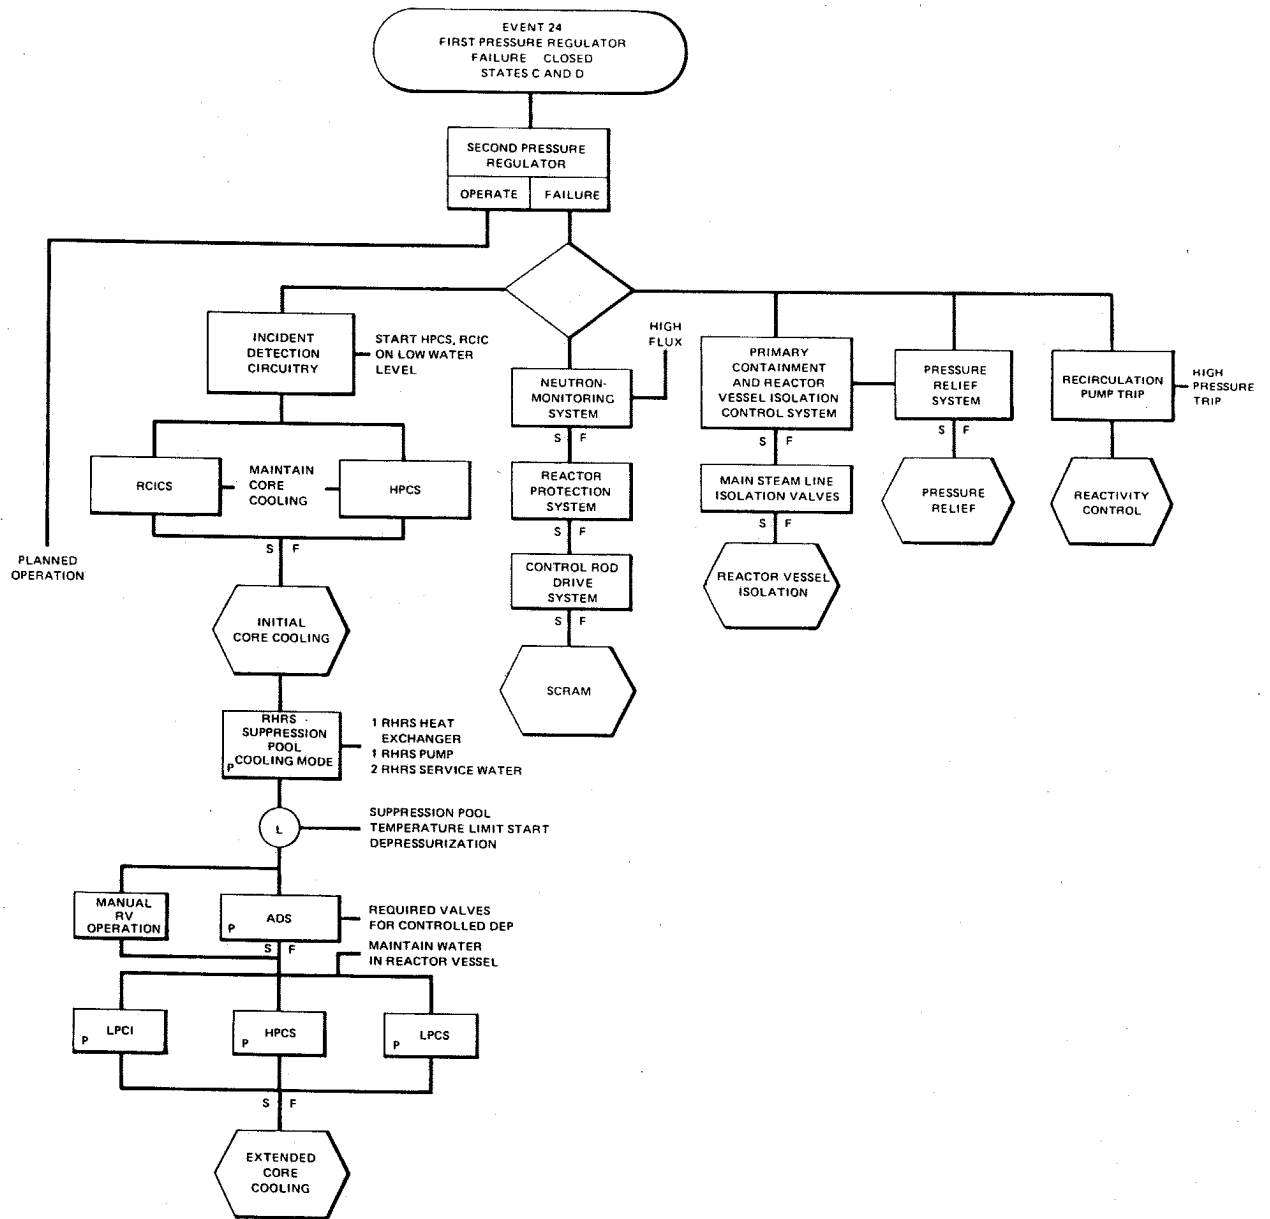 EVENT 24
FIRST PRESSURE REGULATOR
FAILURE CLOSED
STATES C AND D
SECOND PRESSURE
REGULATOR
OPERATE
FAILURE
INCIDENT
DETECTION
CIRCUITRY
START HPCS, RCIC
ON LOW WATER
LEVEL
HIGH
FLUX
NEUTRON-
MONITORING
SYSTEM
S F
PRIMARY
CONTAINMENT
AND REACTOR
VESSEL ISOLATION
CONTROL SYSTEM
S F
PRESSURE
RELIEF
SYSTEM
S F
RECIRCULATION
PUMP TRIP
HIGH
PRESSURE
TRIP
RCICS
MAINTAIN
CORE
COOLING
HPCS
S F
REACTOR
PROTECTION
SYSTEM
S F
MAIN STEAM LINE
ISOLATION VALVES
S F
PRESSURE
RELIEF
REACTIVITY
CONTROL
PLANNED
OPERATION
CONTROL ROD
DRIVE
SYSTEM
S F
REACTOR VESSEL
ISOLATION
INITIAL
CORE COOLING
SCRAM
RHRS
SUPPRESSION
POOL
COOLING MODE
P
1 RHRS HEAT
EXCHANGER
1 RHRS PUMP
2 RHRS SERVICE WATER
L
SUPPRESSION POOL
TEMPERATURE LIMIT START
DEPRESSURIZATION
MANUAL
RV
OPERATION
ADS
P
S F
REQUIRED VALVES
FOR CONTROLLED DEP
MAINTAIN WATER
IN REACTOR VESSEL
LPCI
P
HPCS
P
LPCS
P
S F
EXTENDED
CORE
COOLING